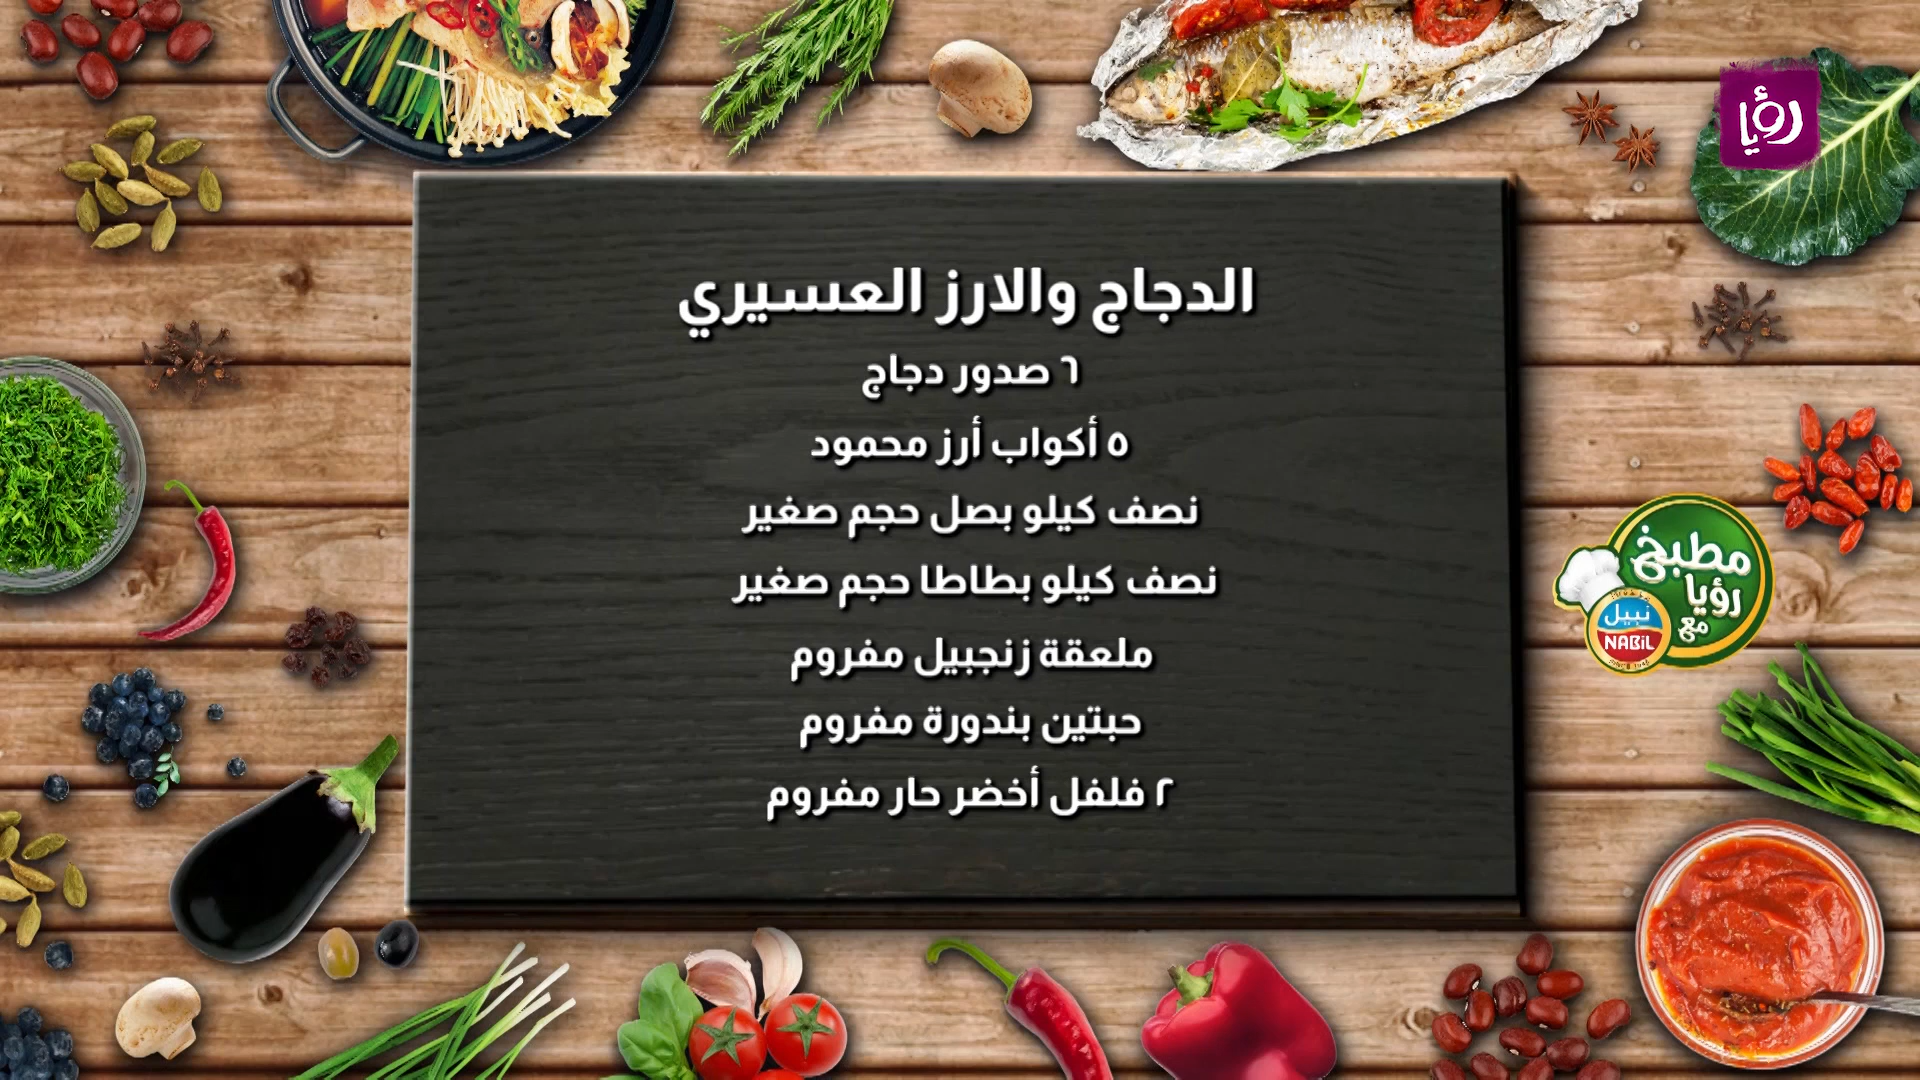 رؤيا
الدجاج والارز العسيري
٦ صدور دجاج
٥ أكواب أرز محمود
نصف كيلو بصل حجم صغير
نصف كيلو بطاطا حجم صغير
ملعقة زنجبيل مفروم
حبتين بندورة مفروم
٢ فلفل أخضر حار مفروم
مطبخ
رؤيا
مع
نبيل
NABiL